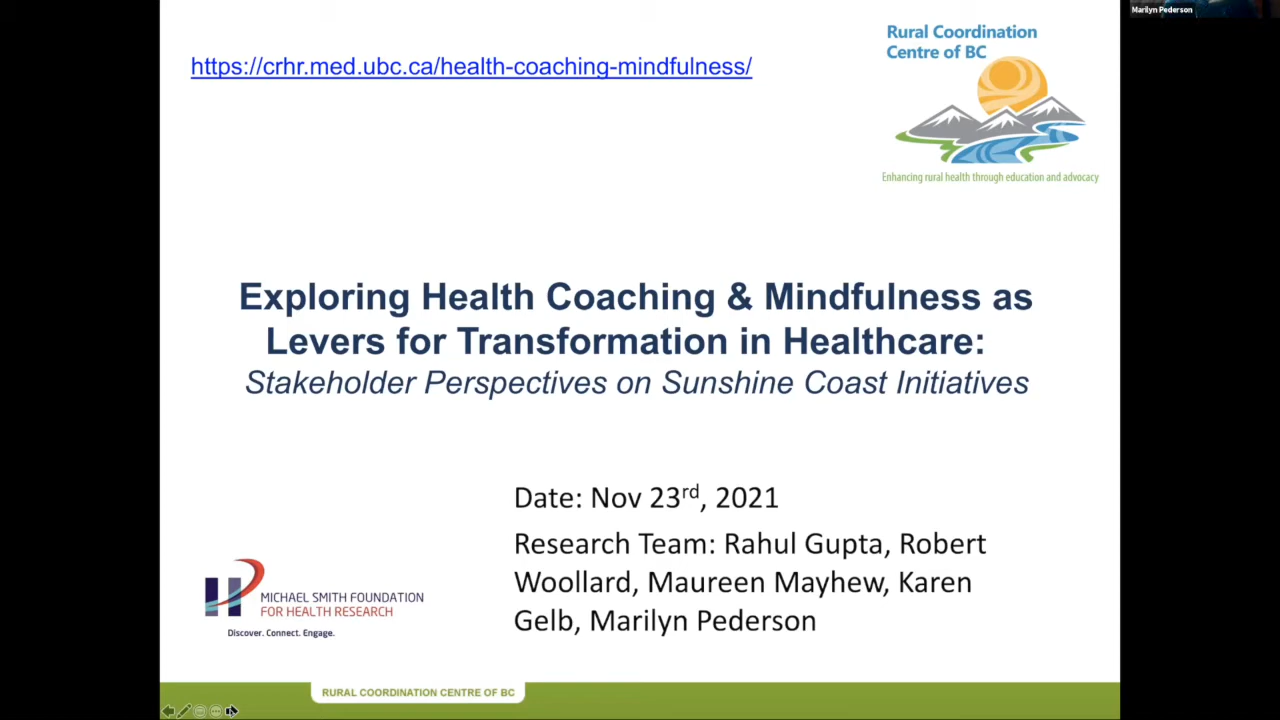 Marilyn Pederson
Rural Coordination
Centre of BC
https://crhr.med.ubc.ca/health-coaching-mindfulness/
Enhancing rural health through education and advocacy
Exploring Health Coaching & Mindfulness as
Levers for Transformation in Healthcare:
Stakeholder Perspectives on Sunshine Coast Initiatives
Date: Nov 23rd, 2021
Research Team: Rahul Gupta, Robert
Woollard, Maureen Mayhew, Karen
Gelb, Marilyn Pederson
MICHAEL SMITH FOUNDATION
FOR HEALTH RESEARCH
Discover. Connect. Engage.
RURAL COORDINATION CENTRE OF BC